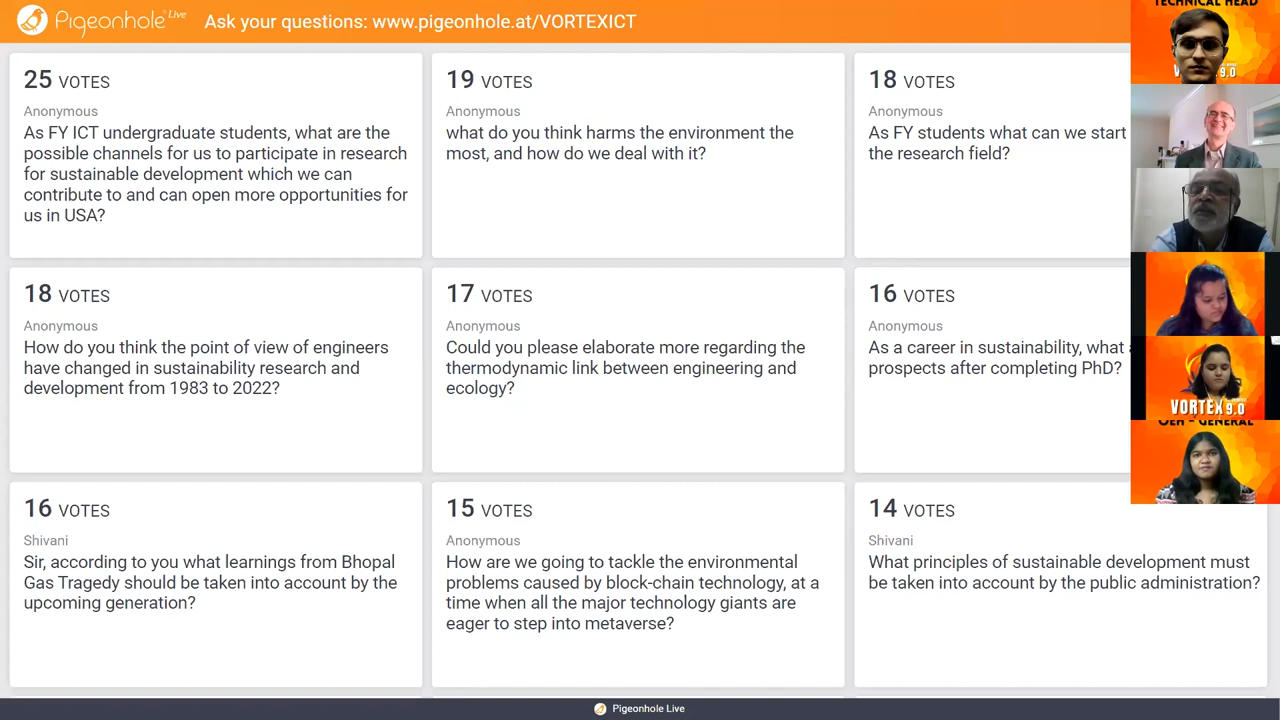 Pigeonhole Live
Ask your questions: www.pigeonhole.at/VORTEXICT
25 VOTES
Anonymous
As FY ICT undergraduate students, what are the
possible channels for us to participate in research
for sustainable development which we can
contribute to and can open more opportunities for
us in USA?
19 VOTES
Anonymous
what do you think harms the environment the
most, and how do we deal with it?
18 VOTES
Anonymous
As FY students what can we start
the research field?
18 VOTES
Anonymous
How do you think the point of view of engineers
have changed in sustainability research and
development from 1983 to 2022?
17 VOTES
Anonymous
Could you please elaborate more regarding the
thermodynamic link between engineering and
ecology?
16 VOTES
Anonymous
As a career in sustainability, what
prospects after completing PhD?
16 VOTES
Shivani
Sir, according to you what learnings from Bhopal
Gas Tragedy should be taken into account by the
upcoming generation?
15 VOTES
Anonymous
How are we going to tackle the environmental
problems caused by block-chain technology, at a
time when all the major technology giants are
eager to step into metaverse?
14 VOTES
Shivani
What principles of sustainable development must
be taken into account by the public administration?
TECHNICAL HEAD
9.0
VORTEX 9.0
GENERAL
Pigeonhole Live